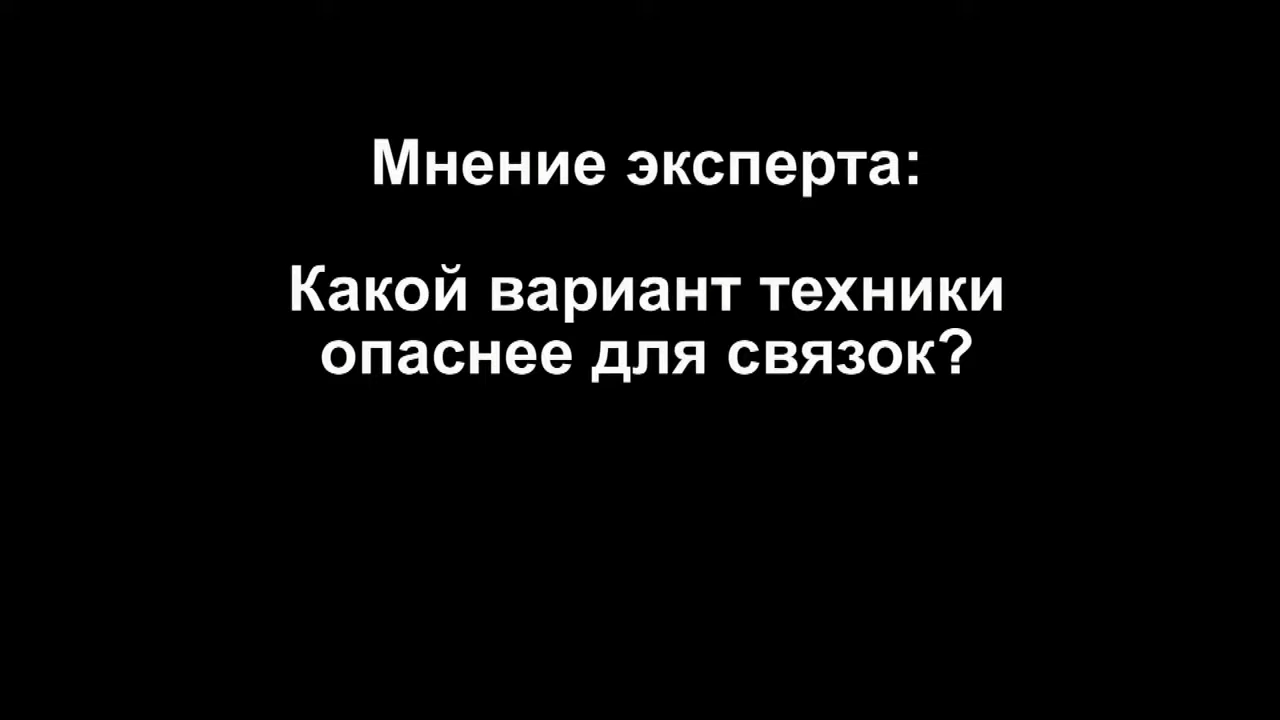 Мнение эксперта:
Какой вариант техники
опаснее для связок?